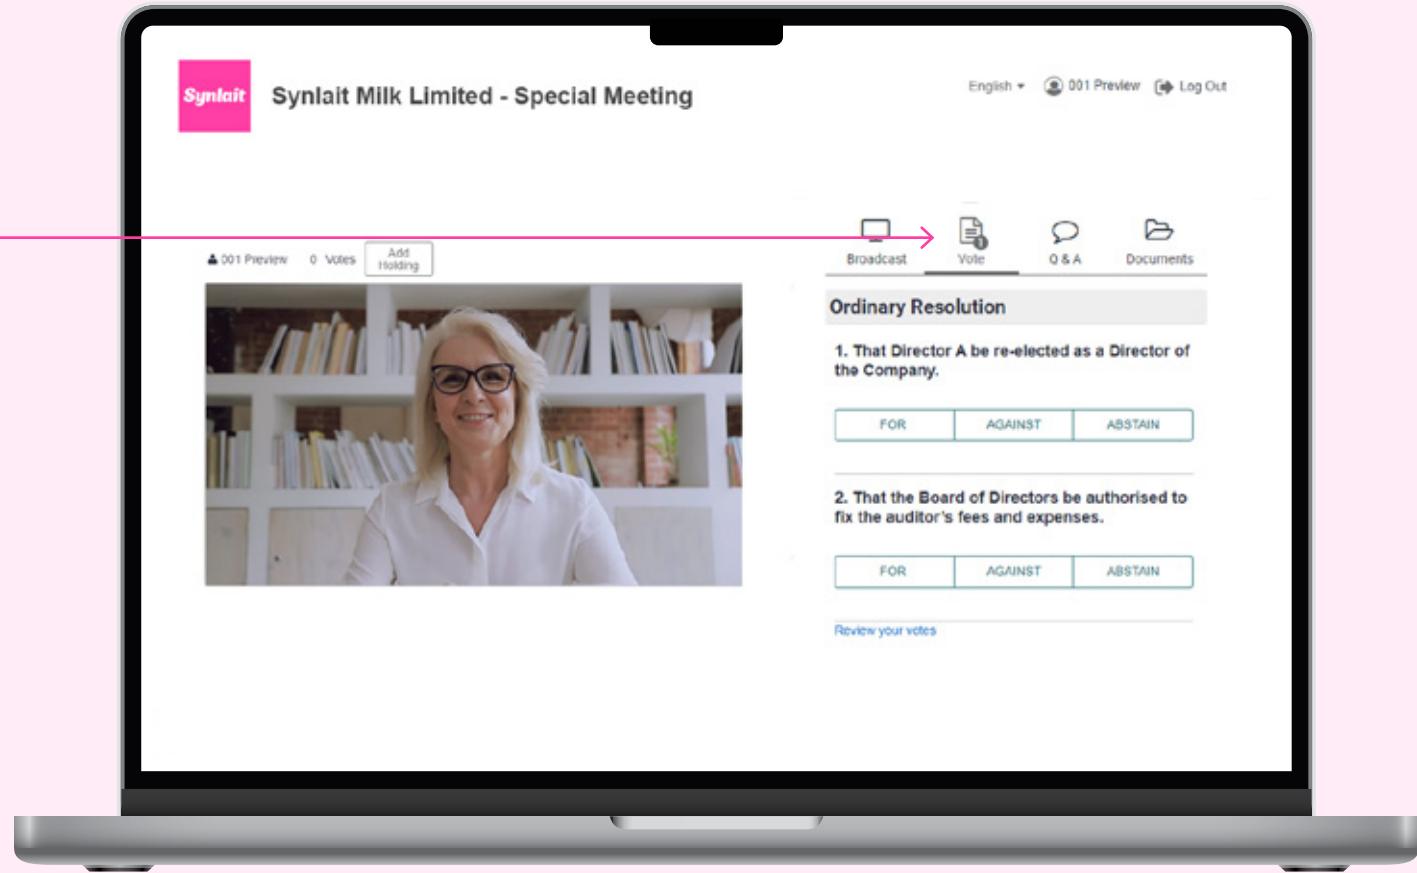 Synlait
Synlait Milk Limited - Special Meeting
English
001 Preview
Log Out
001 Preview
0 Votes
Add
Holding
Broadcast
Vote
1
Q & A
Documents
Ordinary Resolution
1. That Director A be re-elected as a Director of
the Company.
FOR
AGAINST
ABSTAIN
2. That the Board of Directors be authorised to
fix the auditor's fees and expenses.
FOR
AGAINST
ABSTAIN
Review your votes